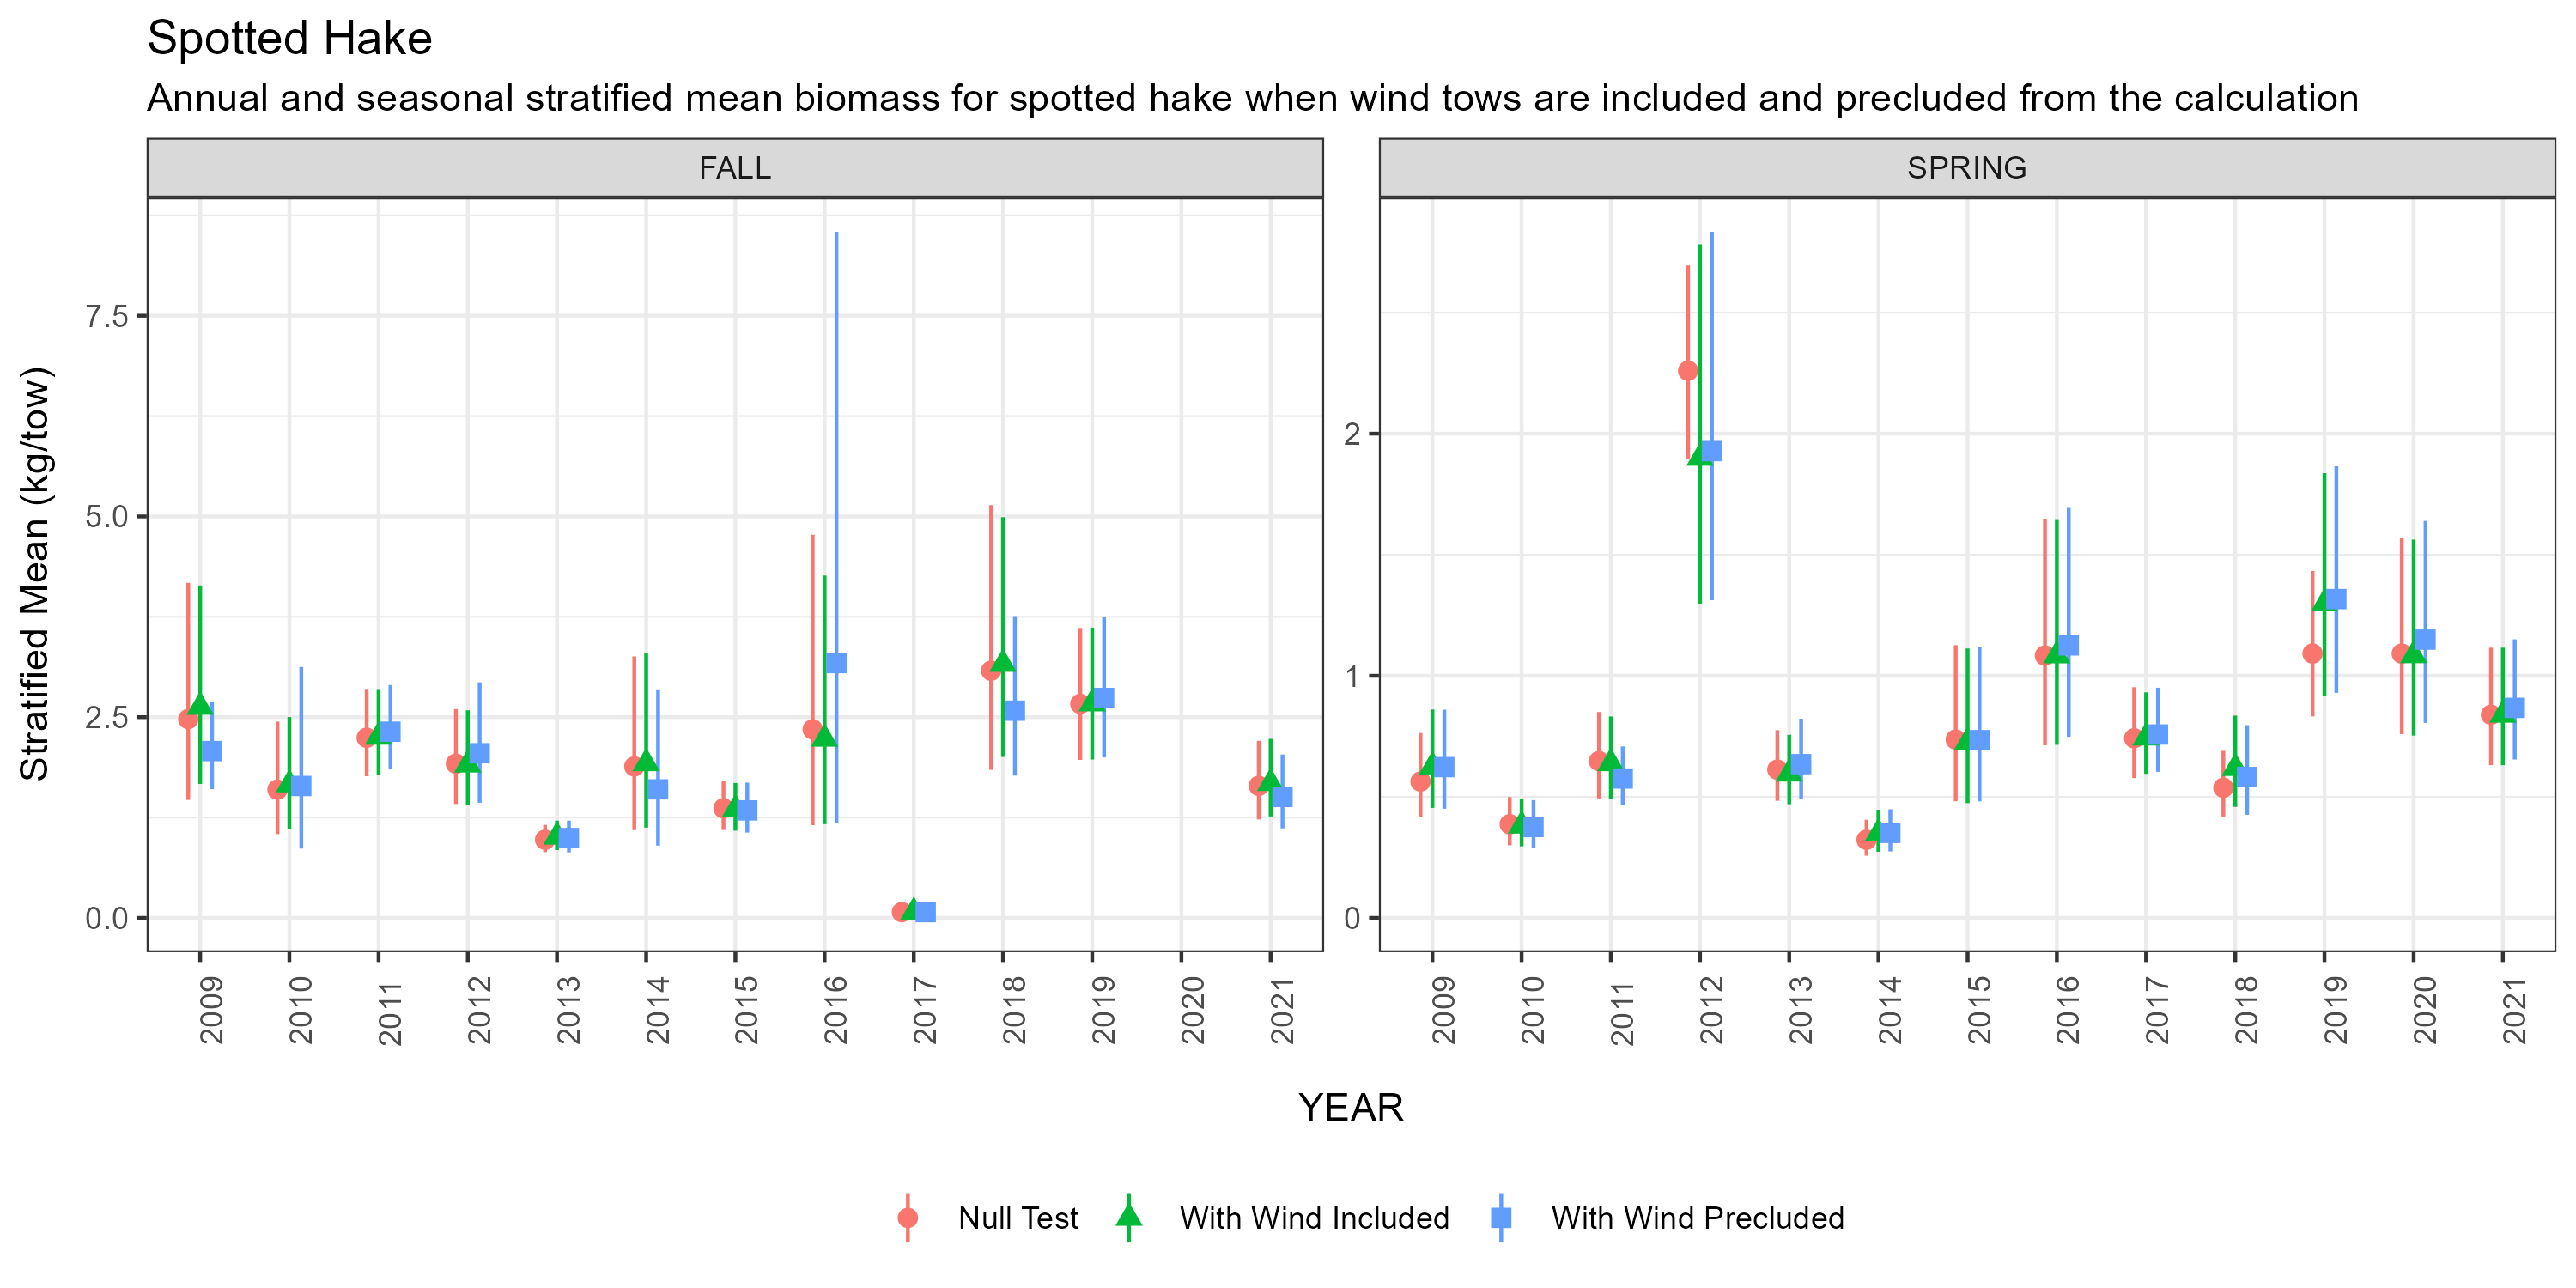 Spotted Hake
Annual and seasonal stratified mean biomass for spotted hake when wind tows are included and precluded from the calculation
FALL
SPRING
Stratified Mean (kg/tow)
7.5
5.0
2.5
0.0
2
1
0
2009 2010 2011 2012 2013 2014 2015 2016 2017 2018 2019 2020 2021
2009 2010 2011 2012 2013 2014 2015 2016 2017 2018 2019 2020 2021
YEAR
Null Test With Wind Included With Wind Precluded